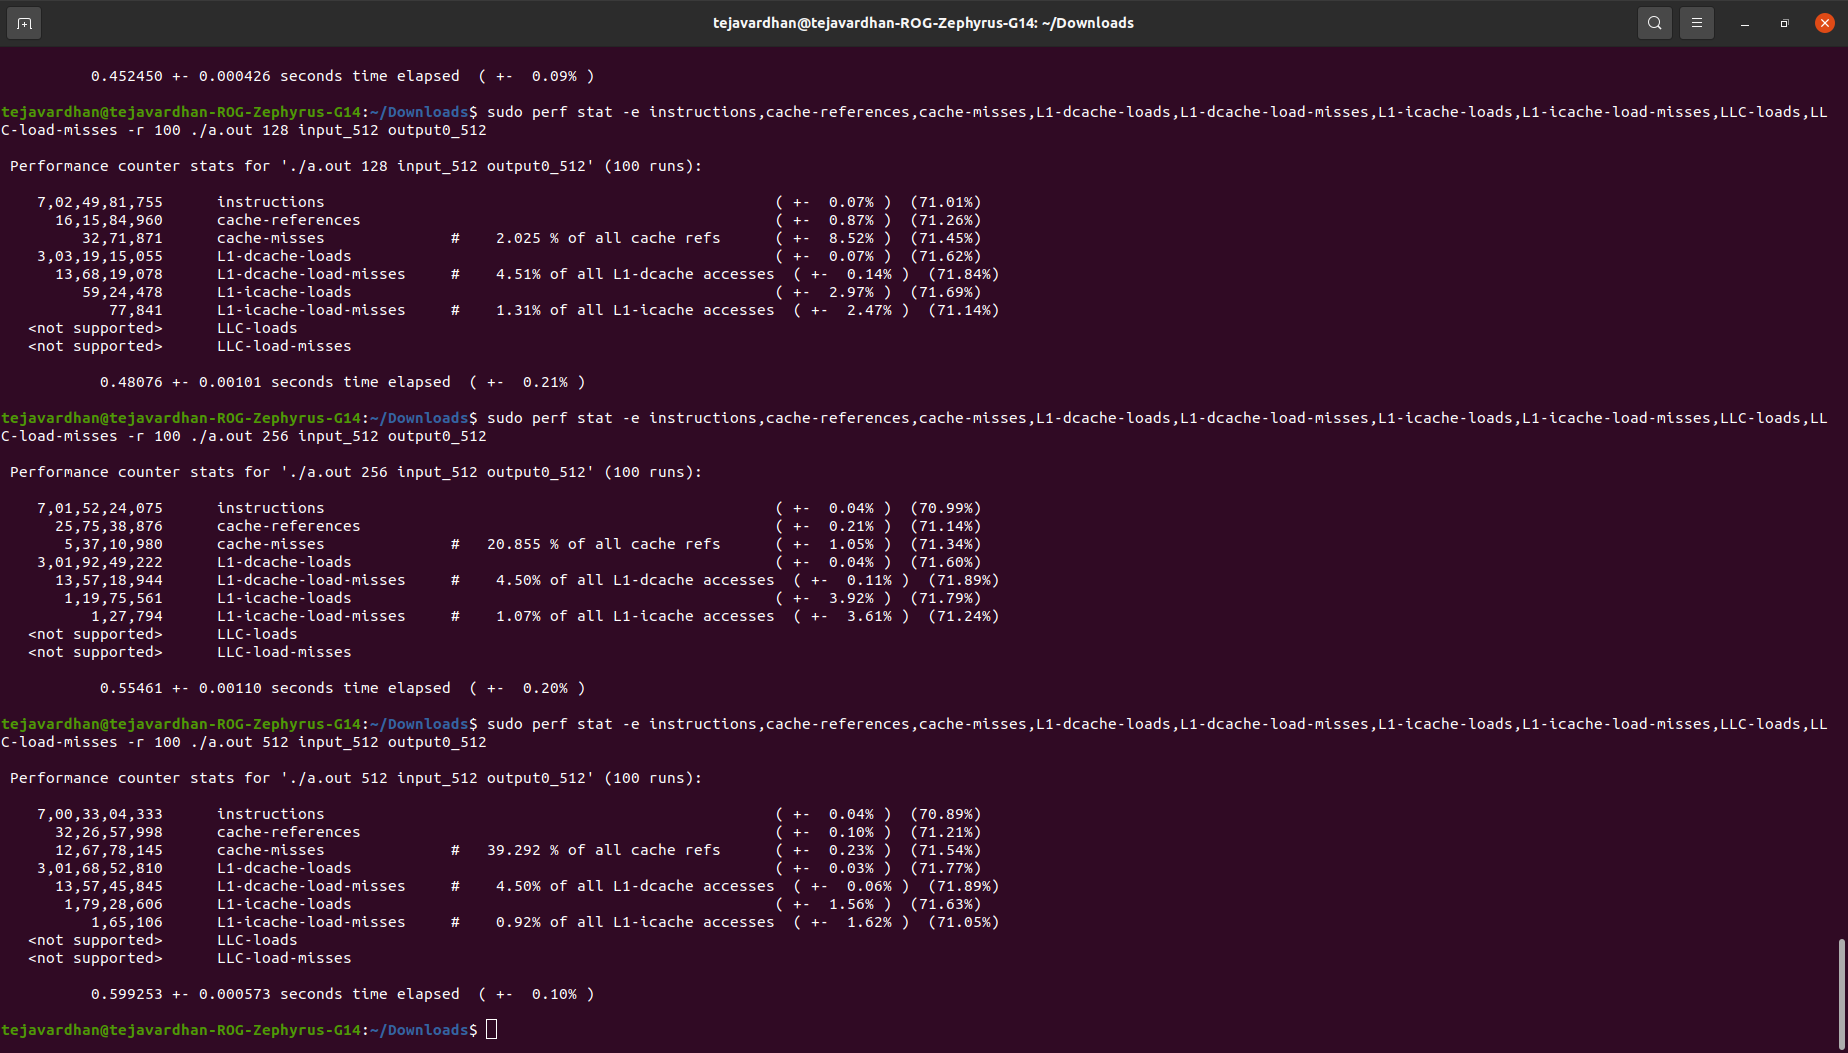 tejavardhan@tejavardhan-ROG-Zephyrus-G14: ~/Downloads
0.452450 +- 0.000426 seconds time elapsed  ( +-  0.09% )
tejavardhan@tejavardhan-ROG-Zephyrus-G14:~/Downloads$ sudo perf stat -e instructions,cache-references,cache-misses,L1-dcache-loads,L1-dcache-load-misses,L1-icache-loads,L1-icache-load-misses,LLC-loads,LL
C-load-misses -r 100 ./a.out 128 input_512 output0_512
Performance counter stats for './a.out 128 input_512 output0_512' (100 runs):
7,02,49,81,755      instructions                                                  ( +-  0.07% )  (71.01%)
16,15,84,960      cache-references                                              ( +-  0.87% )  (71.26%)
32,71,871      cache-misses              #    2.025 % of all cache refs      ( +-  8.52% )  (71.45%)
3,03,19,15,055      L1-dcache-loads                                               ( +-  0.07% )  (71.62%)
13,68,19,078      L1-dcache-load-misses     #    4.51% of all L1-dcache accesses  ( +-  0.14% )  (71.84%)
59,24,478      L1-icache-loads                                               ( +-  2.97% )  (71.69%)
77,841      L1-icache-load-misses     #    1.31% of all L1-icache accesses  ( +-  2.47% )  (71.14%)
<not supported>      LLC-loads
<not supported>      LLC-load-misses
0.48076 +- 0.00101 seconds time elapsed  ( +-  0.21% )
tejavardhan@tejavardhan-ROG-Zephyrus-G14:~/Downloads$ sudo perf stat -e instructions,cache-references,cache-misses,L1-dcache-loads,L1-dcache-load-misses,L1-icache-loads,L1-icache-load-misses,LLC-loads,LL
C-load-misses -r 100 ./a.out 256 input_512 output0_512
Performance counter stats for './a.out 256 input_512 output0_512' (100 runs):
7,01,52,24,075      instructions                                                  ( +-  0.04% )  (70.99%)
25,75,38,876      cache-references                                              ( +-  0.21% )  (71.14%)
5,37,10,980      cache-misses              #   20.855 % of all cache refs      ( +-  1.05% )  (71.34%)
3,01,92,49,222      L1-dcache-loads                                               ( +-  0.04% )  (71.60%)
13,57,18,944      L1-dcache-load-misses     #    4.50% of all L1-dcache accesses  ( +-  0.11% )  (71.89%)
1,19,75,561      L1-icache-loads                                               ( +-  3.92% )  (71.79%)
1,27,794      L1-icache-load-misses     #    1.07% of all L1-icache accesses  ( +-  3.61% )  (71.24%)
<not supported>      LLC-loads
<not supported>      LLC-load-misses
0.55461 +- 0.00110 seconds time elapsed  ( +-  0.20% )
tejavardhan@tejavardhan-ROG-Zephyrus-G14:~/Downloads$ sudo perf stat -e instructions,cache-references,cache-misses,L1-dcache-loads,L1-dcache-load-misses,L1-icache-loads,L1-icache-load-misses,LLC-loads,LL
C-load-misses -r 100 ./a.out 512 input_512 output0_512
Performance counter stats for './a.out 512 input_512 output0_512' (100 runs):
7,00,33,04,333      instructions                                                  ( +-  0.04% )  (70.89%)
32,26,57,998      cache-references                                              ( +-  0.10% )  (71.21%)
12,67,78,145      cache-misses              #   39.292 % of all cache refs      ( +-  0.23% )  (71.54%)
3,01,68,52,810      L1-dcache-loads                                               ( +-  0.03% )  (71.77%)
13,57,45,845      L1-dcache-load-misses     #    4.50% of all L1-dcache accesses  ( +-  0.06% )  (71.89%)
1,79,28,606      L1-icache-loads                                               ( +-  1.56% )  (71.63%)
1,65,106      L1-icache-load-misses     #    0.92% of all L1-icache accesses  ( +-  1.62% )  (71.05%)
<not supported>      LLC-loads
<not supported>      LLC-load-misses
0.599253 +- 0.000573 seconds time elapsed  ( +-  0.10% )
tejavardhan@tejavardhan-ROG-Zephyrus-G14:~/Downloads$